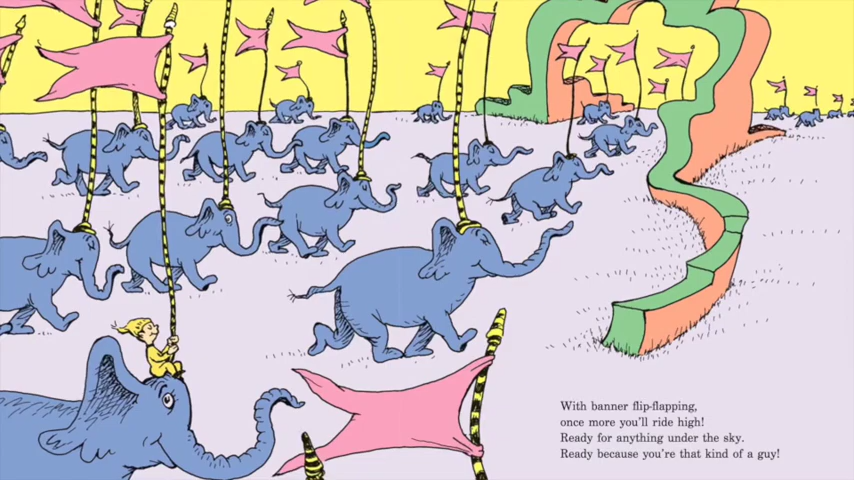 With banner flip-flapping,
once more you'll ride high!
Ready for anything under the sky.
Ready because you're that kind of a guy!